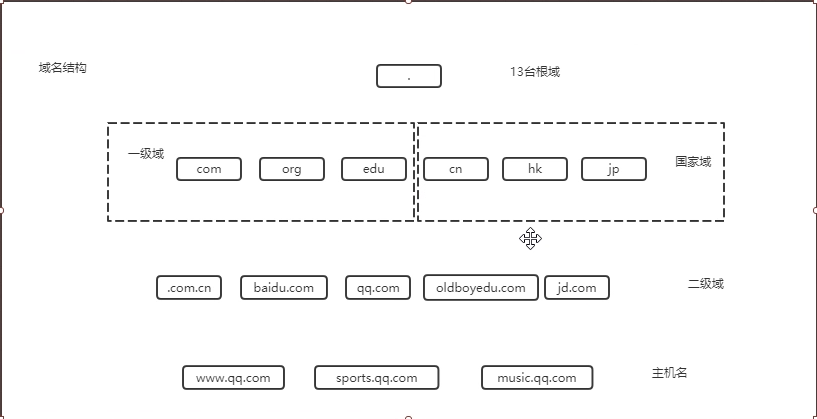 域名结构
.
13台根域
一级域
com
org
edu
cn
hk
jp
国家域
.com.cn
baidu.com
qq.com
oldboyedu.com
jd.com
二级域
www.qq.com
sports.qq.com
music.qq.com
主机名